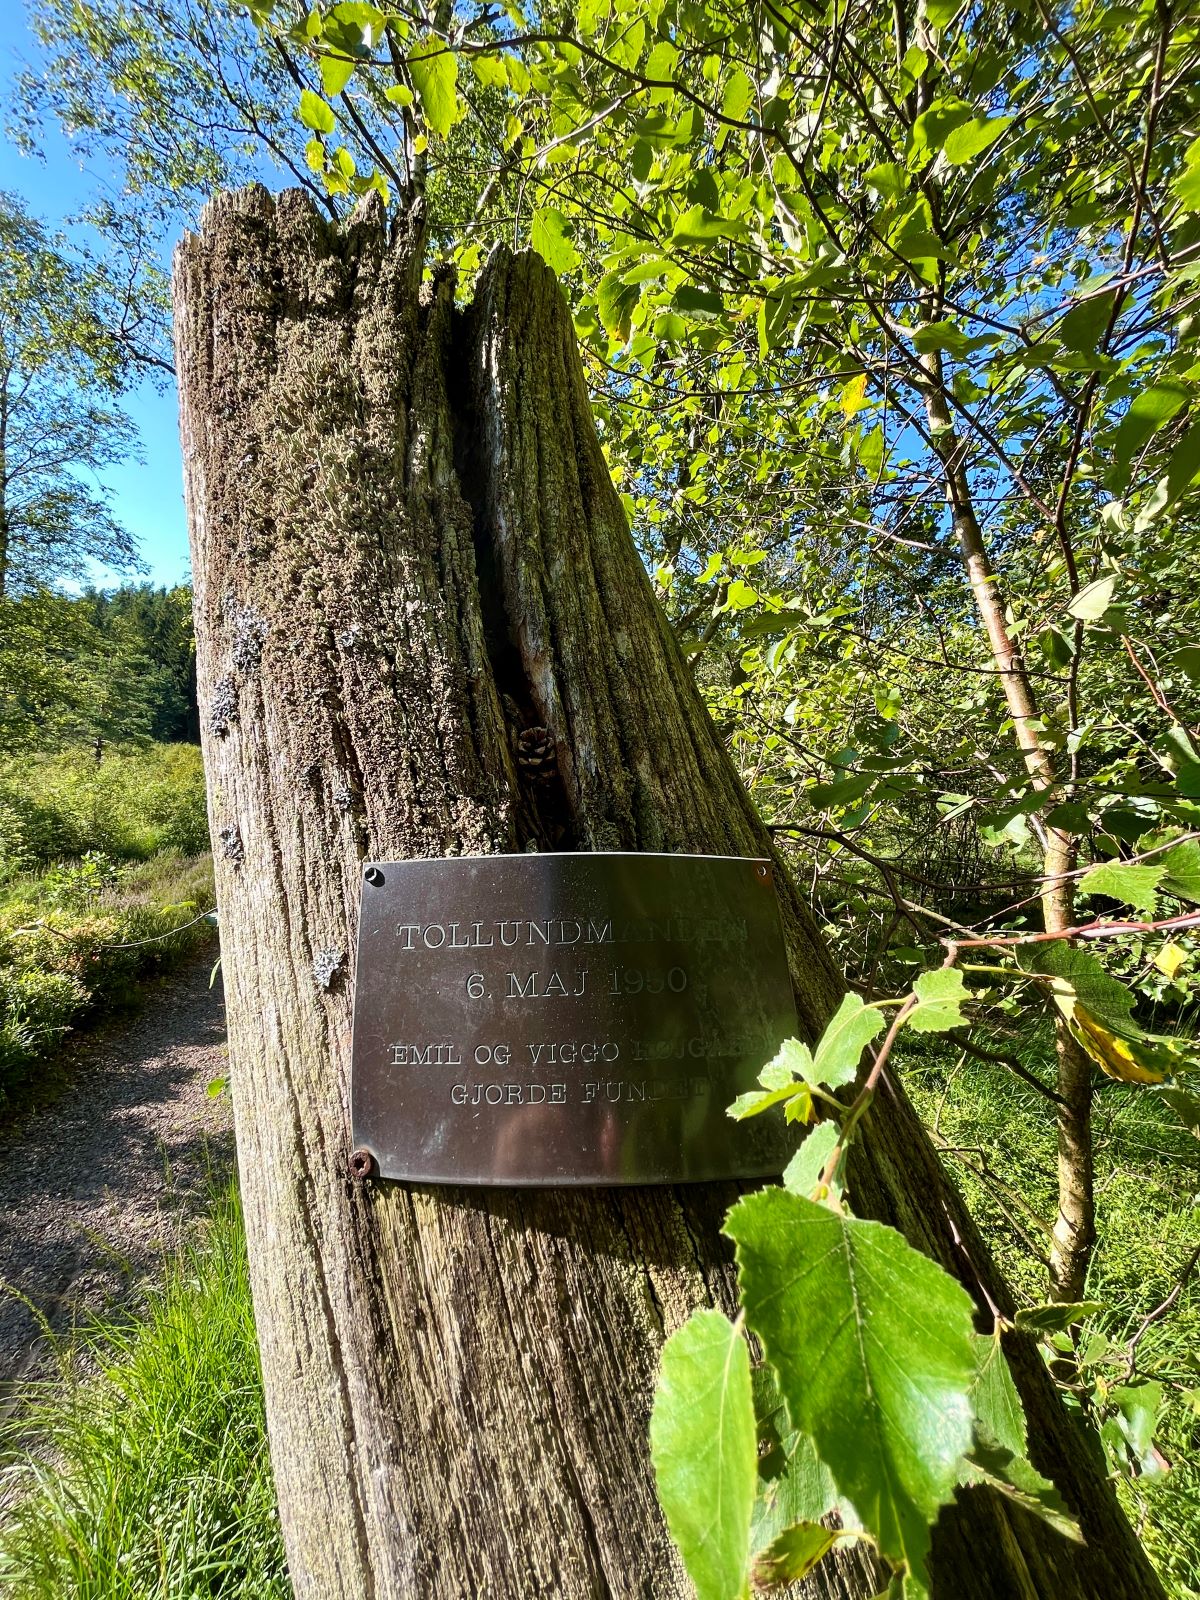 TOLLUNDMANDEN
6. MAJ 1950
EMIL OG VIGGO HØJGAARD
GJORDE FUNDET